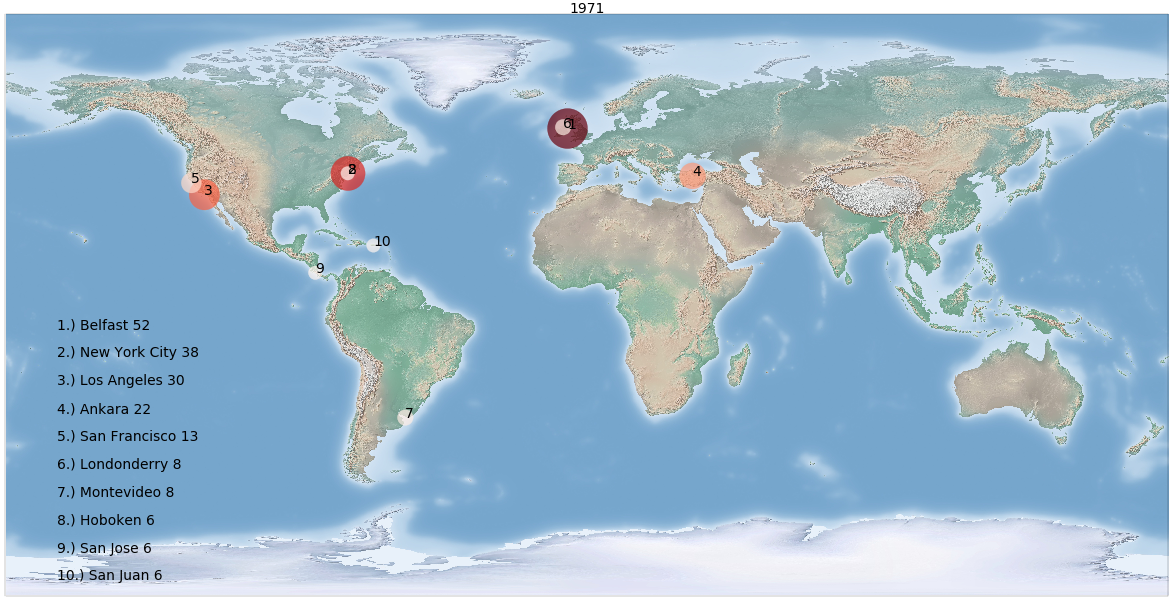 1971
6
1
2
8
5
3
4
10
9
7
1.) Belfast 52
2.) New York City 38
3.) Los Angeles 30
4.) Ankara 22
5.) San Francisco 13
6.) Londonderry 8
7.) Montevideo 8
8.) Hoboken 6
9.) San Jose 6
10.) San Juan 6